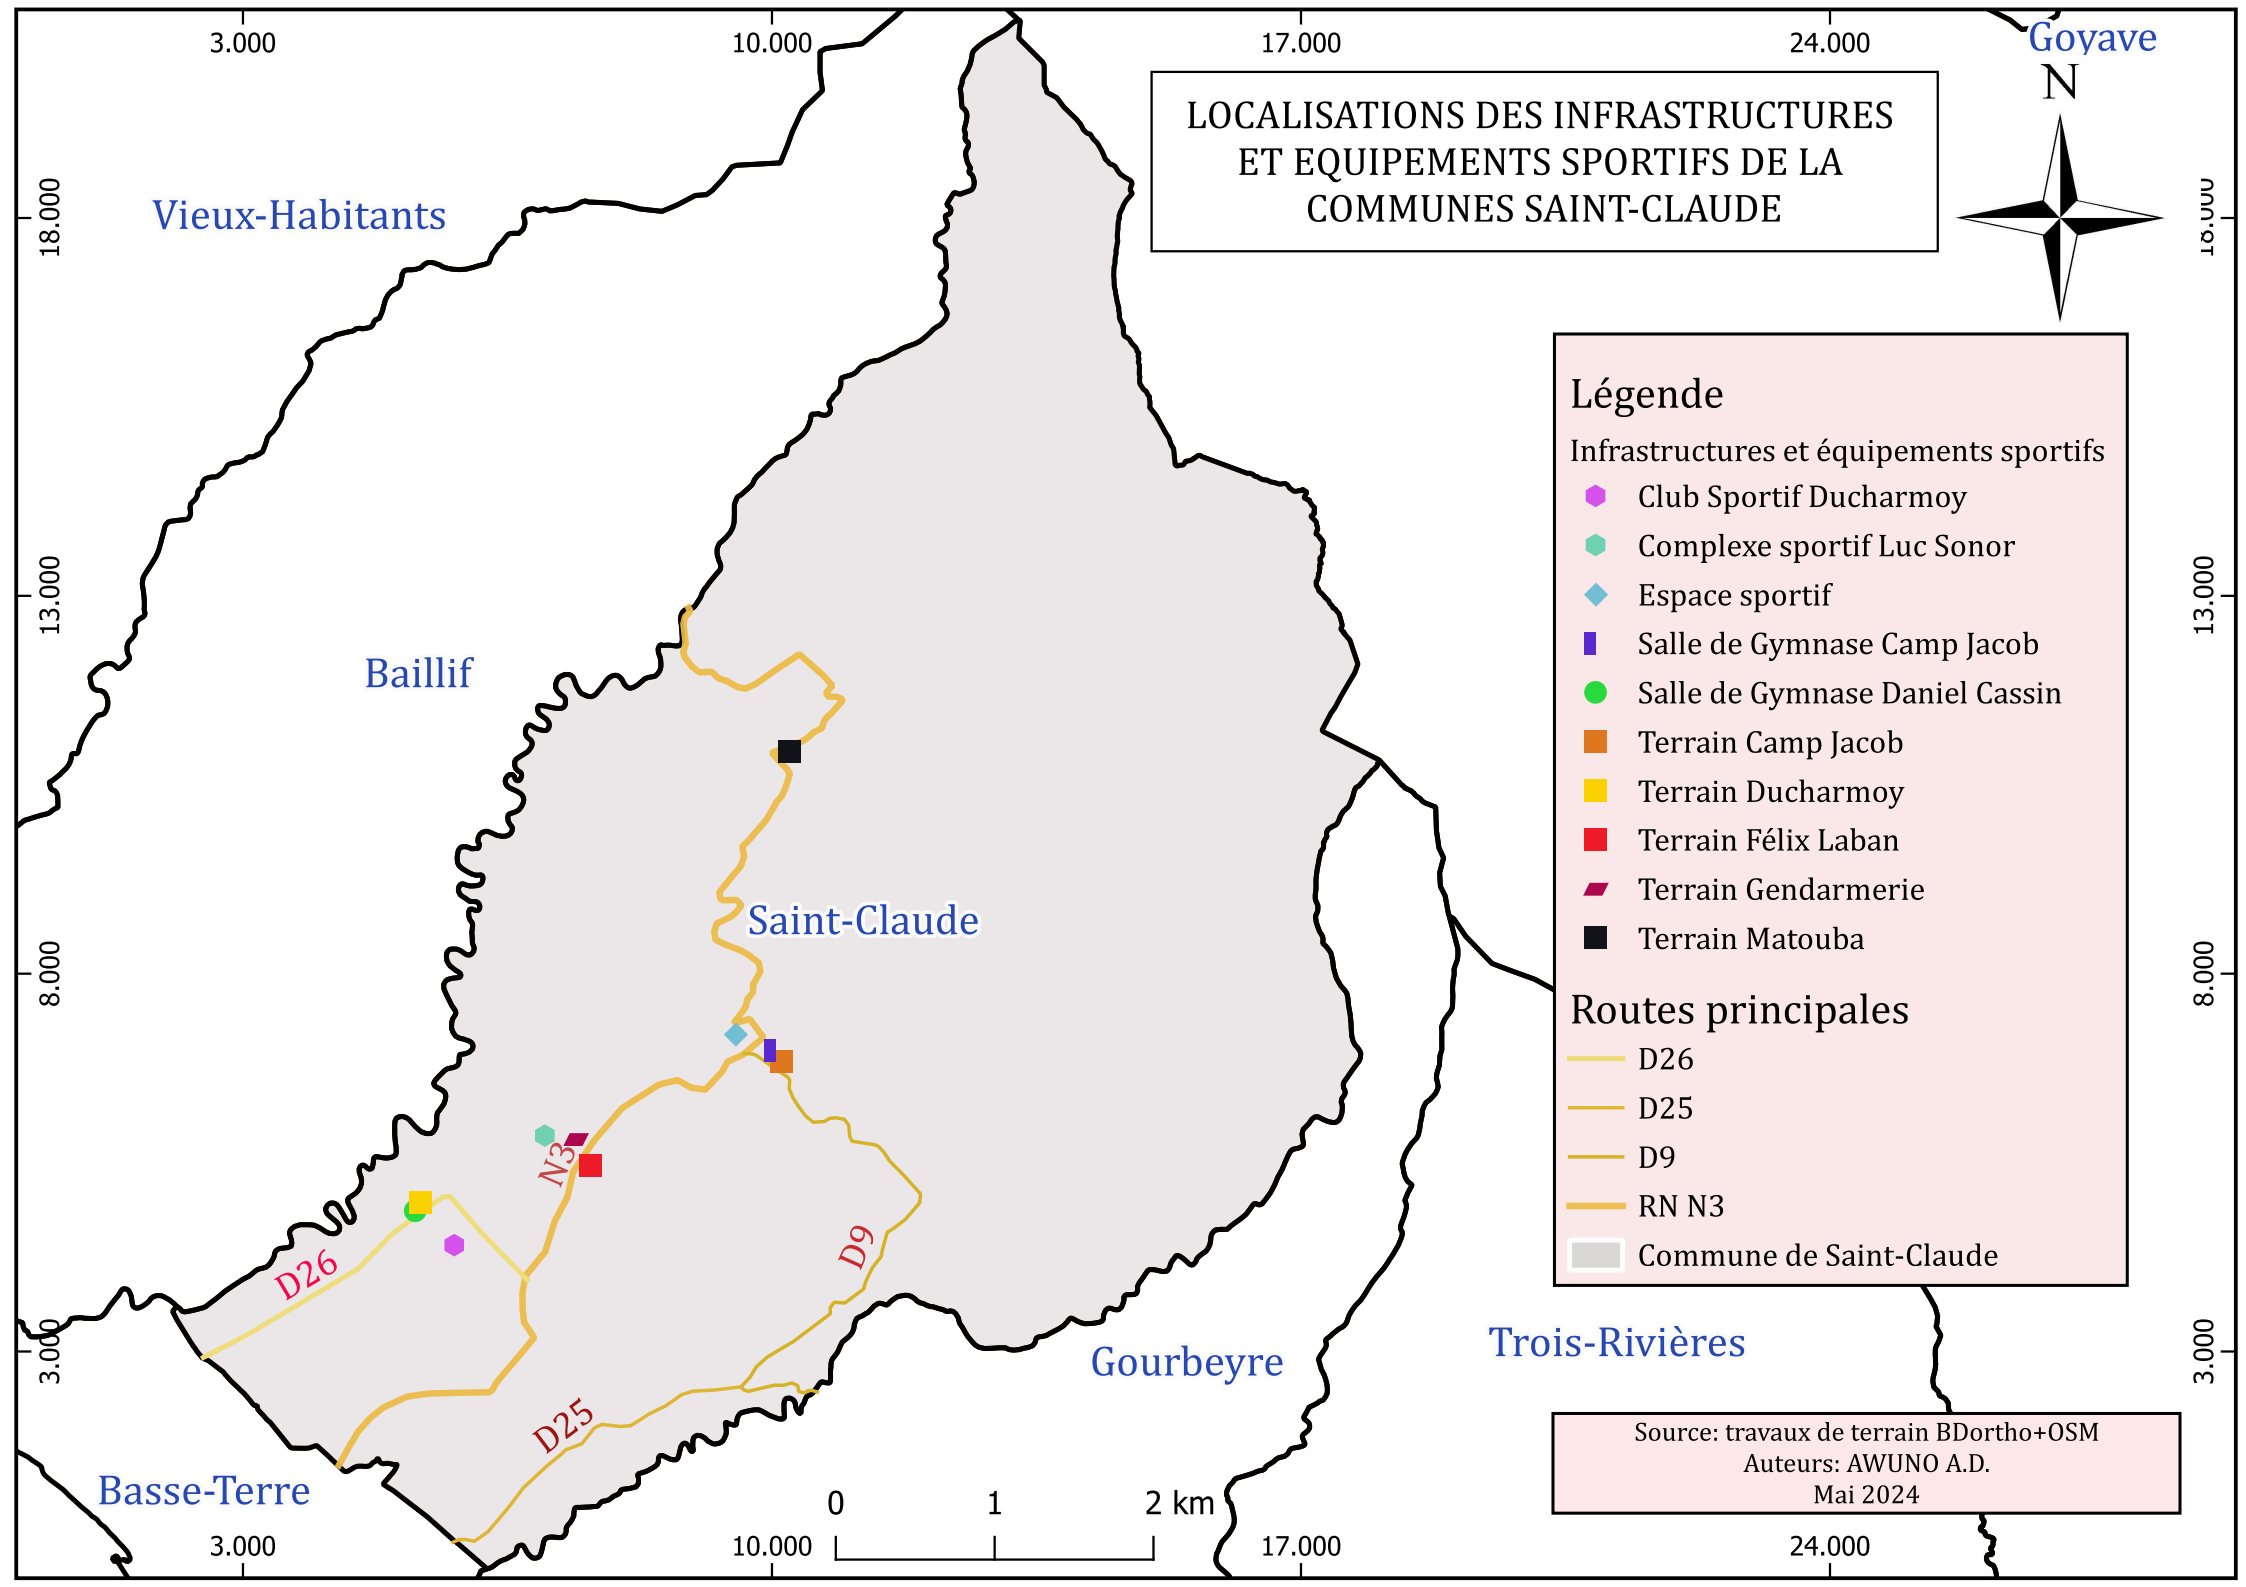 3.000
10.000
17.000
24.000
Goyave
N
LOCALISATIONS DES INFRASTRUCTURES
ET EQUIPEMENTS SPORTIFS DE LA
COMMUNES SAINT-CLAUDE
Vieux-Habitants
18.000
18.000
Légende
Infrastructures et équipements sportifs
Club Sportif Ducharmoy
Complexe sportif Luc Sonor
Espace sportif
Salle de Gymnase Camp Jacob
Salle de Gymnase Daniel Cassin
Terrain Camp Jacob
Terrain Ducharmoy
Terrain Félix Laban
Terrain Gendarmerie
Terrain Matouba
Routes principales
D26
D25
D9
RN N3
Commune de Saint-Claude
13.000
13.000
Baillif
Saint-Claude
8.000
8.000
N3
D9
D26
3.000
3.000
Gourbeyre
Trois-Rivières
D25
Basse-Terre
0 1 2 km
Source: travaux de terrain BDortho+OSM
Auteurs: AWUNO A.D.
Mai 2024
3.000
10.000
17.000
24.000